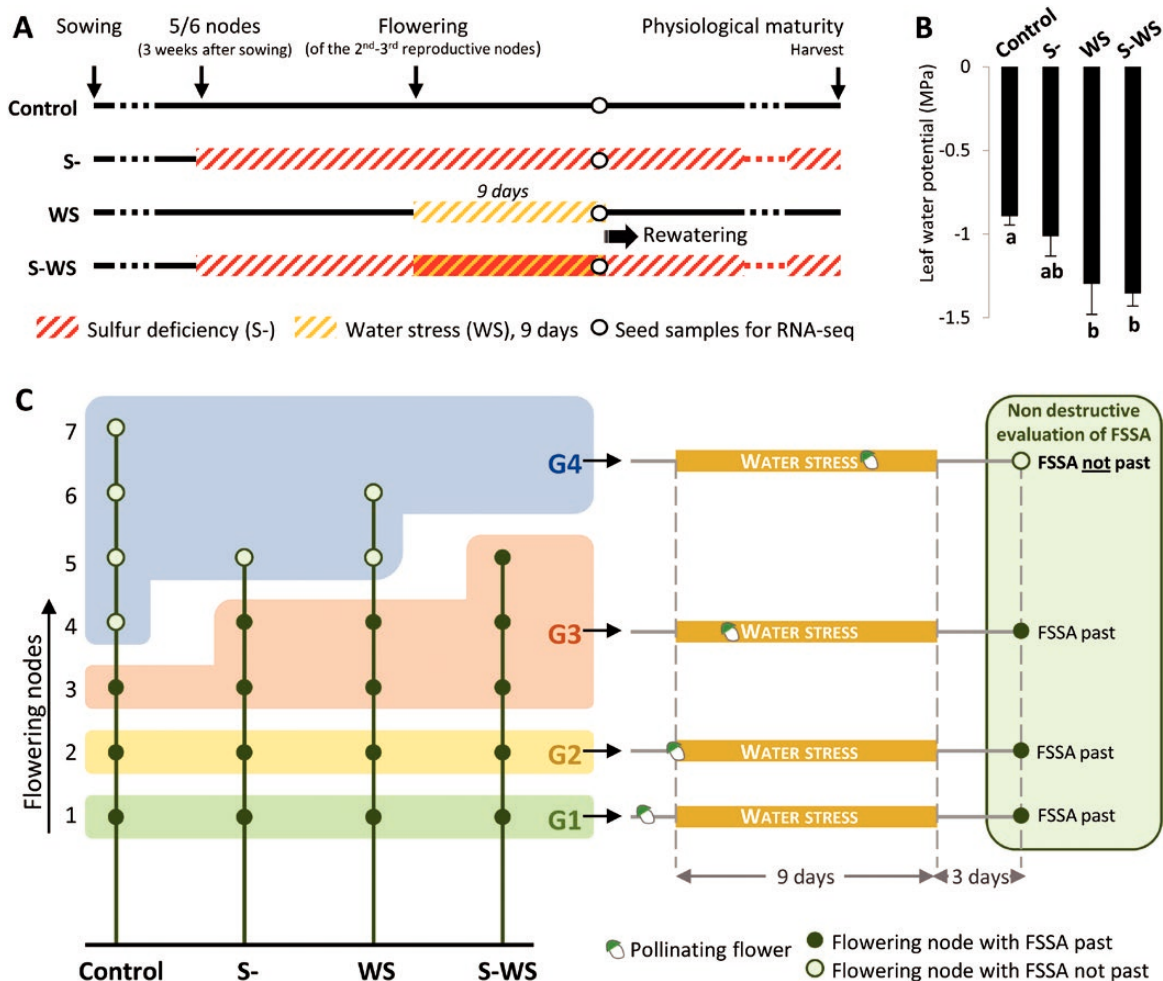 A
Sowing
5/6 nodes
(3 weeks after sowing)
Flowering
(of the 2nd-3rd reproductive nodes)
Physiological maturity
Harvest
Control
S-
9 days
WS
Rewatering
S-WS
Sulfur deficiency (S-)
Water stress (WS), 9 days
Seed samples for RNA-seq
B
Control
S-
WS
S-WS
Leaf water potential (MPa)
0
-0.5
-1
-1.5
a
ab
b
b
C
Flowering nodes
7
6
5
4
3
2
1
G4
G3
G2
G1
Control
S-
WS
S-WS
Non destructive
evaluation of FSSA
WATER STRESS
FSSA not past
WATER STRESS
FSSA past
WATER STRESS
FSSA past
WATER STRESS
FSSA past
9 days
3 days
Pollinating flower
Flowering node with FSSA past
Flowering node with FSSA not past